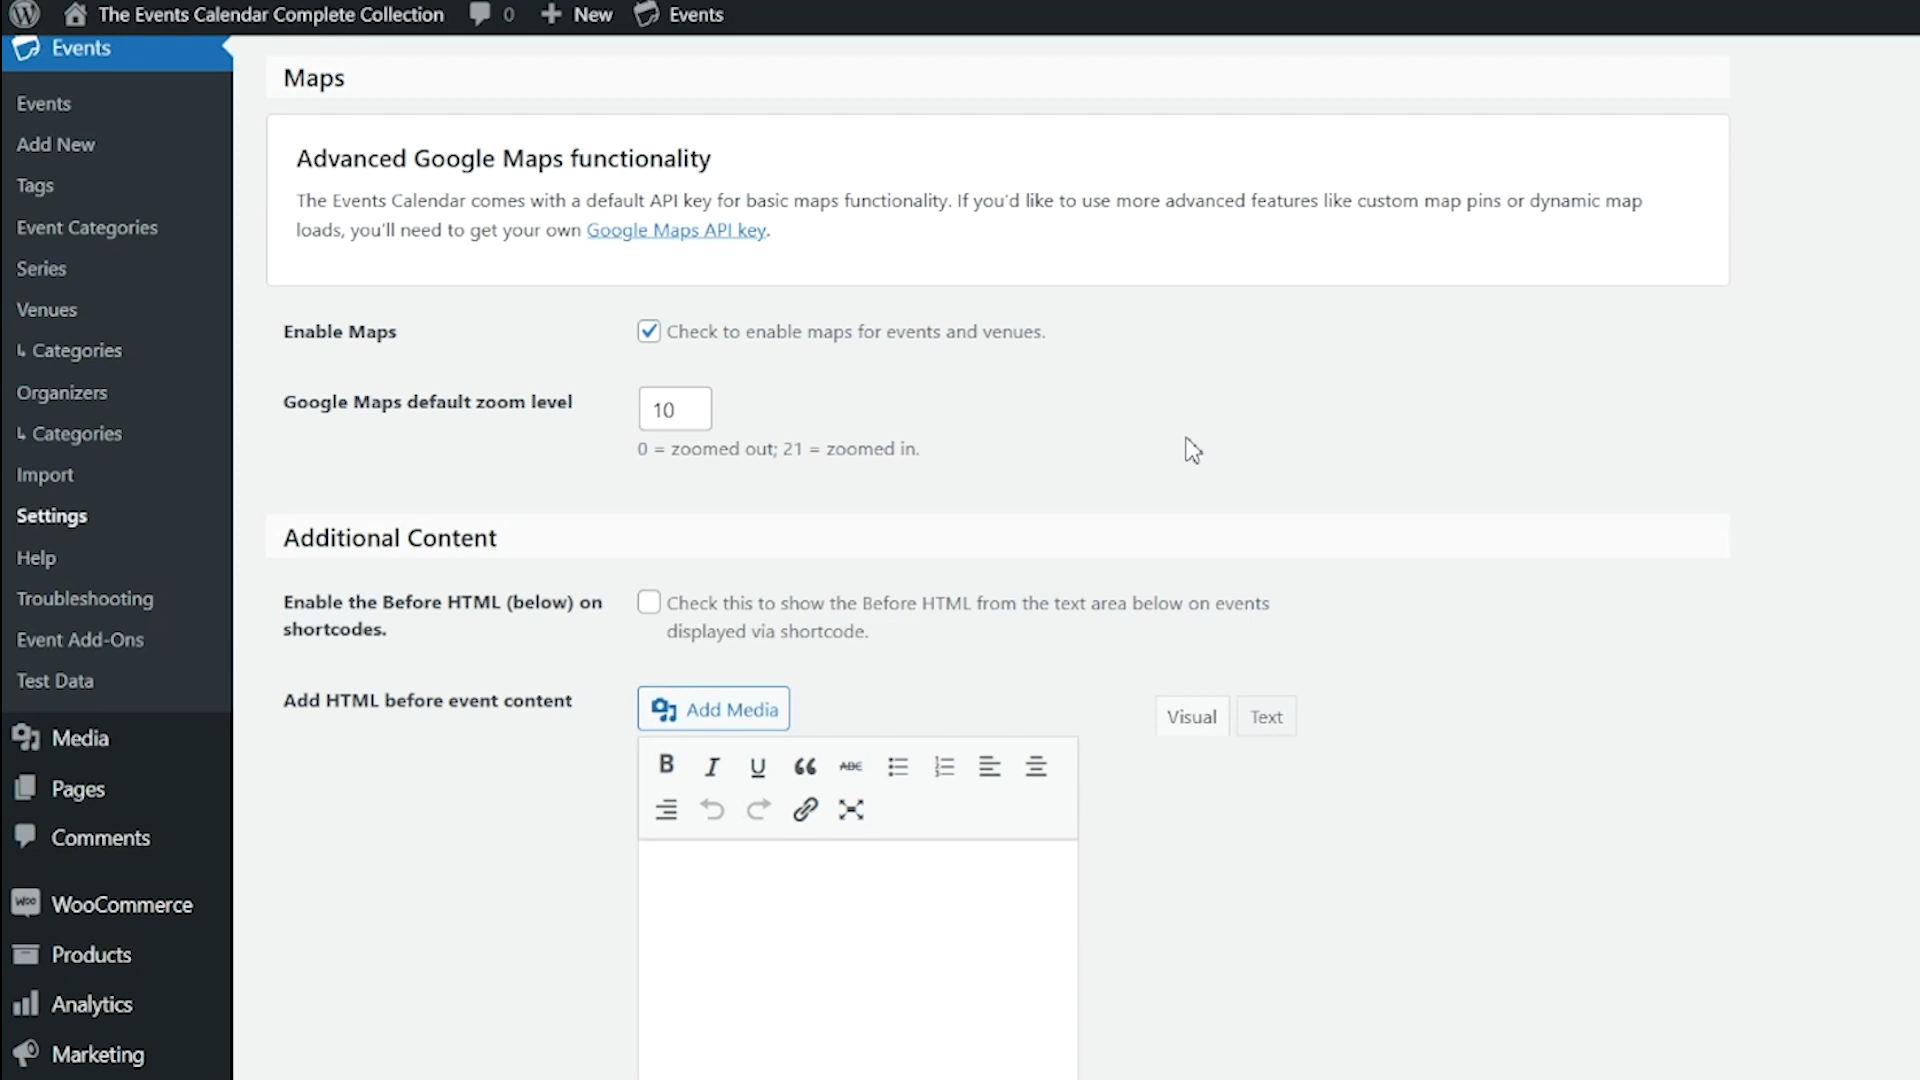 The Events Calendar Complete Collection 0 New Events
Events
Events
Add New
Tags
Event Categories
Series
Venues
↳ Categories
Organizers
↳ Categories
Import
Settings
Help
Troubleshooting
Event Add-Ons
Test Data
Media
Pages
Comments
WooCommerce
Products
Analytics
Marketing
Maps
Advanced Google Maps functionality
The Events Calendar comes with a default API key for basic maps functionality. If you'd like to use more advanced features like custom map pins or dynamic map
loads, you'll need to get your own Google Maps API key.
Enable Maps
Check to enable maps for events and venues.
Google Maps default zoom level
10
0 = zoomed out; 21 = zoomed in.
Additional Content
Enable the Before HTML (below) on
shortcodes.
Check this to show the Before HTML from the text area below on events
displayed via shortcode.
Add HTML before event content
Add Media
Visual Text